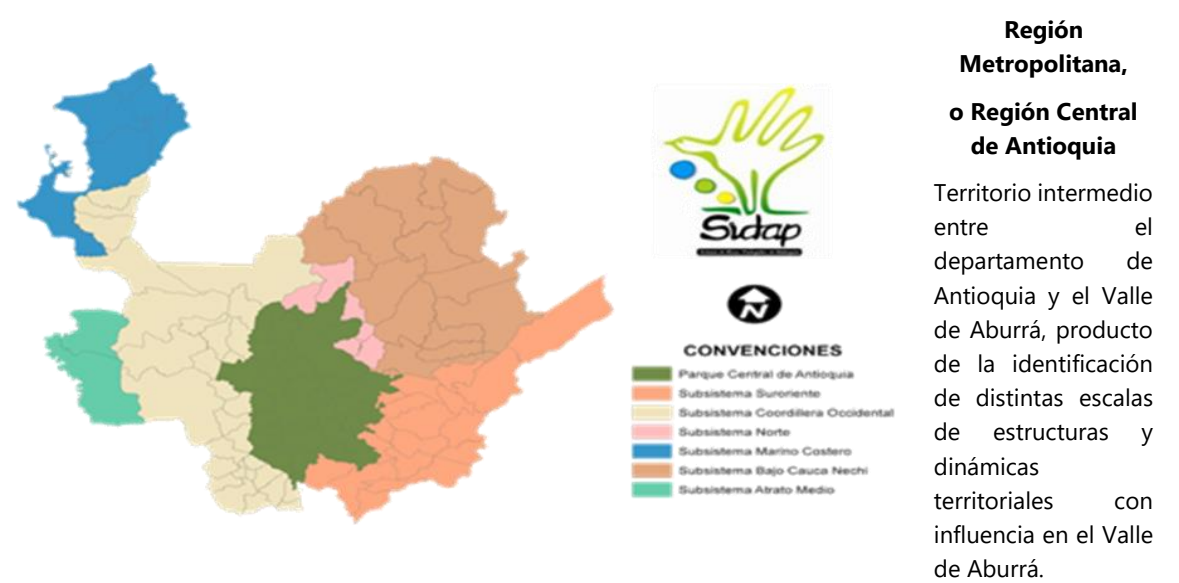 Región
Metropolitana,
o Región Central
de Antioquia
Territorio intermedio
entre el
departamento de
Antioquia y el Valle
de Aburrá, producto
de la identificación
de distintas escalas
de estructuras y
dinámicas
territoriales con
influencia en el Valle
de Aburrá.
Sidap
N
CONVENCIONES
Parque Central de Antioquia
Subsistema Suroriente
Subsistema Coordillera Occidental
Subsistema Norte
Subsistema Marino Costero
Subsistema Bajo Cauca Nechi
Subsistema Atrato Medio